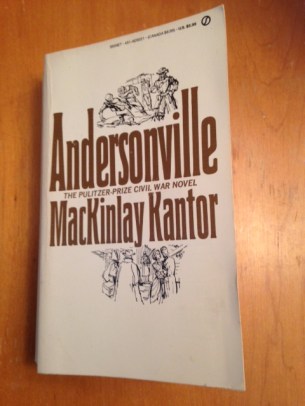 Andersonville
THE PULITZER-PRIZE CIVIL WAR NOVEL
MacKinlay Kantor